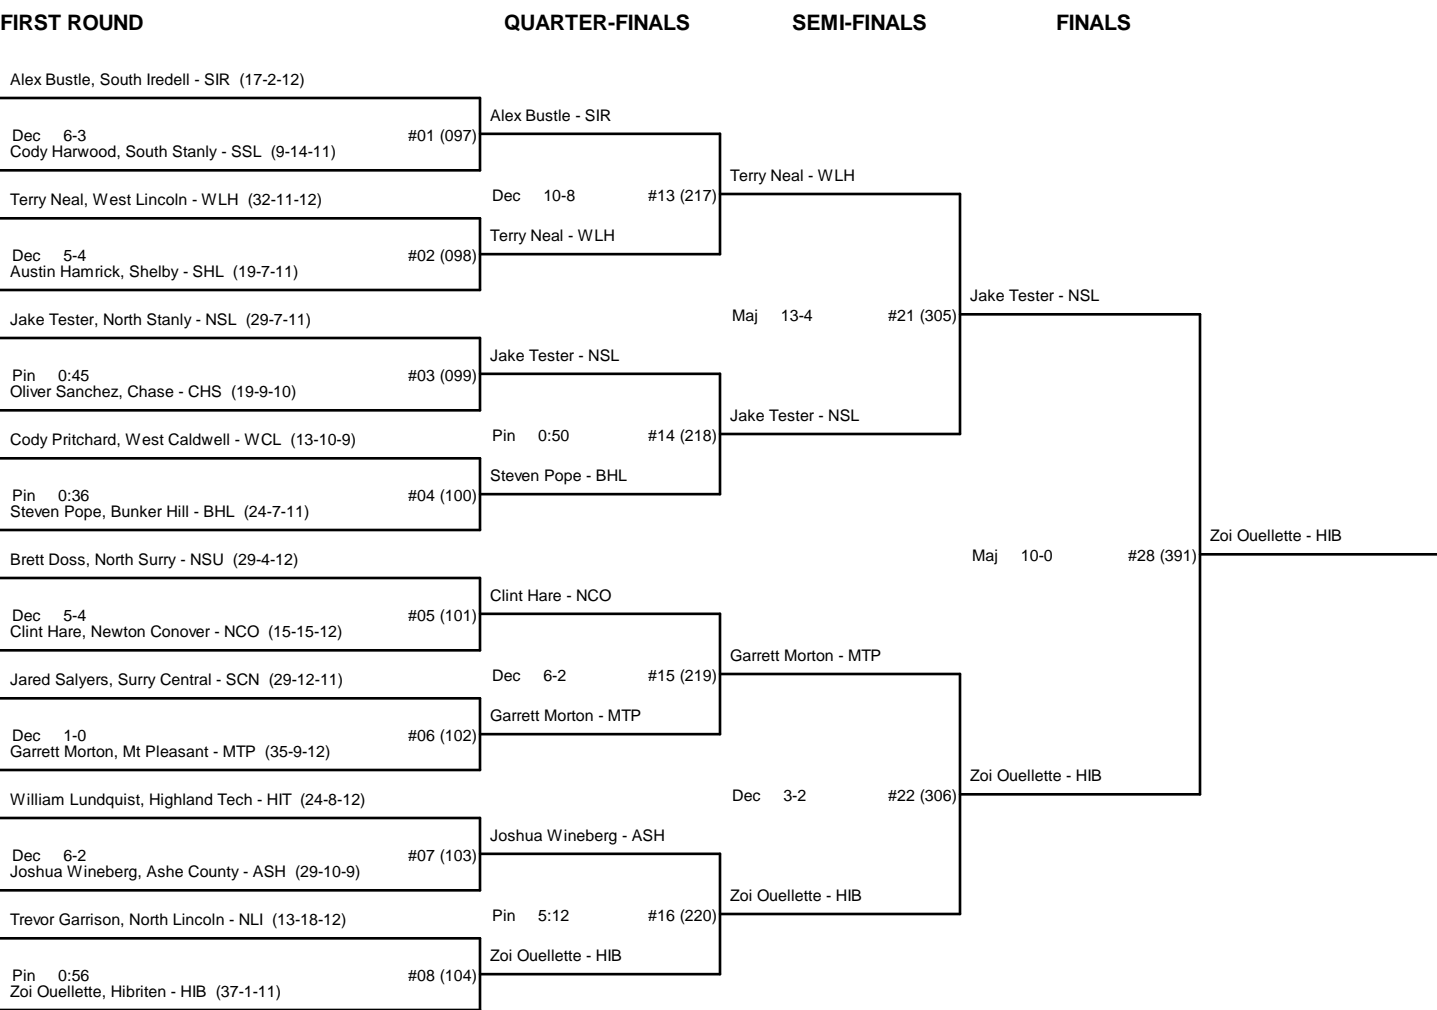 FIRST ROUND QUARTER-FINALS SEMI-FINALS FINALS
Alex Bustle, South Iredell - SIR (17-2-12)
Alex Bustle - SIR
Dec 6-3 #01 (097)
Cody Harwood, South Stanly - SSL (9-14-11)
Terry Neal - WLH
Terry Neal, West Lincoln - WLH (32-11-12)
Dec 10-8 #13 (217)
Terry Neal - WLH
Dec 5-4 #02 (098)
Austin Hamrick, Shelby - SHL (19-7-11)
Jake Tester - NSL
Jake Tester, North Stanly - NSL (29-7-11)
Maj 13-4 #21 (305)
Jake Tester - NSL
Pin 0:45 #03 (099)
Oliver Sanchez, Chase - CHS (19-9-10)
Jake Tester - NSL
Cody Pritchard, West Caldwell - WCL (13-10-9)
Pin 0:50 #14 (218)
Steven Pope - BHL
Pin 0:36 #04 (100)
Steven Pope, Bunker Hill - BHL (24-7-11)
Zoi Ouellette - HIB
Brett Doss, North Surry - NSU (29-4-12)
Maj 10-0 #28 (391)
Clint Hare - NCO
Dec 5-4 #05 (101)
Clint Hare, Newton Conover - NCO (15-15-12)
Garrett Morton - MTP
Jared Salyers, Surry Central - SCN (29-12-11)
Dec 6-2 #15 (219)
Garrett Morton - MTP
Dec 1-0 #06 (102)
Garrett Morton, Mt Pleasant - MTP (35-9-12)
Zoi Ouellette - HIB
William Lundquist, Highland Tech - HIT (24-8-12)
Dec 3-2 #22 (306)
Joshua Wineberg - ASH
Dec 6-2 #07 (103)
Joshua Wineberg, Ashe County - ASH (29-10-9)
Zoi Ouellette - HIB
Trevor Garrison, North Lincoln - NLI (13-18-12)
Pin 5:12 #16 (220)
Zoi Ouellette - HIB
Pin 0:56 #08 (104)
Zoi Ouellette, Hibriten - HIB (37-1-11)